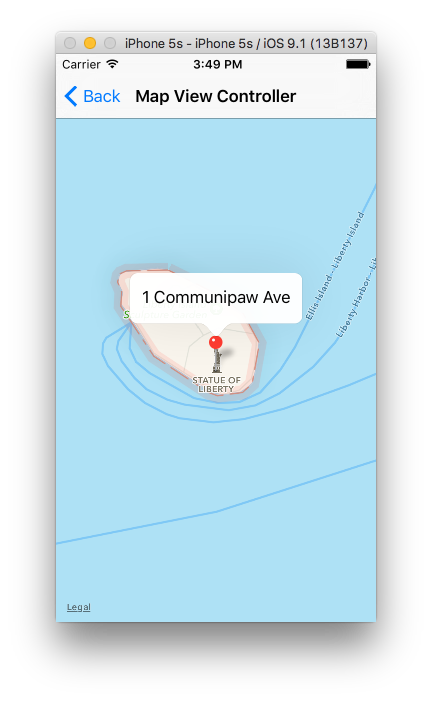 iPhone 5s - iPhone 5s / iOS 9.1 (13B137)
Carrier 3:49 PM
Back Map View Controller
1 Communipaw Ave
Ellis Island - Liberty Island
Liberty Harbor - Li
STATUE OF
LIBERTY
Legal